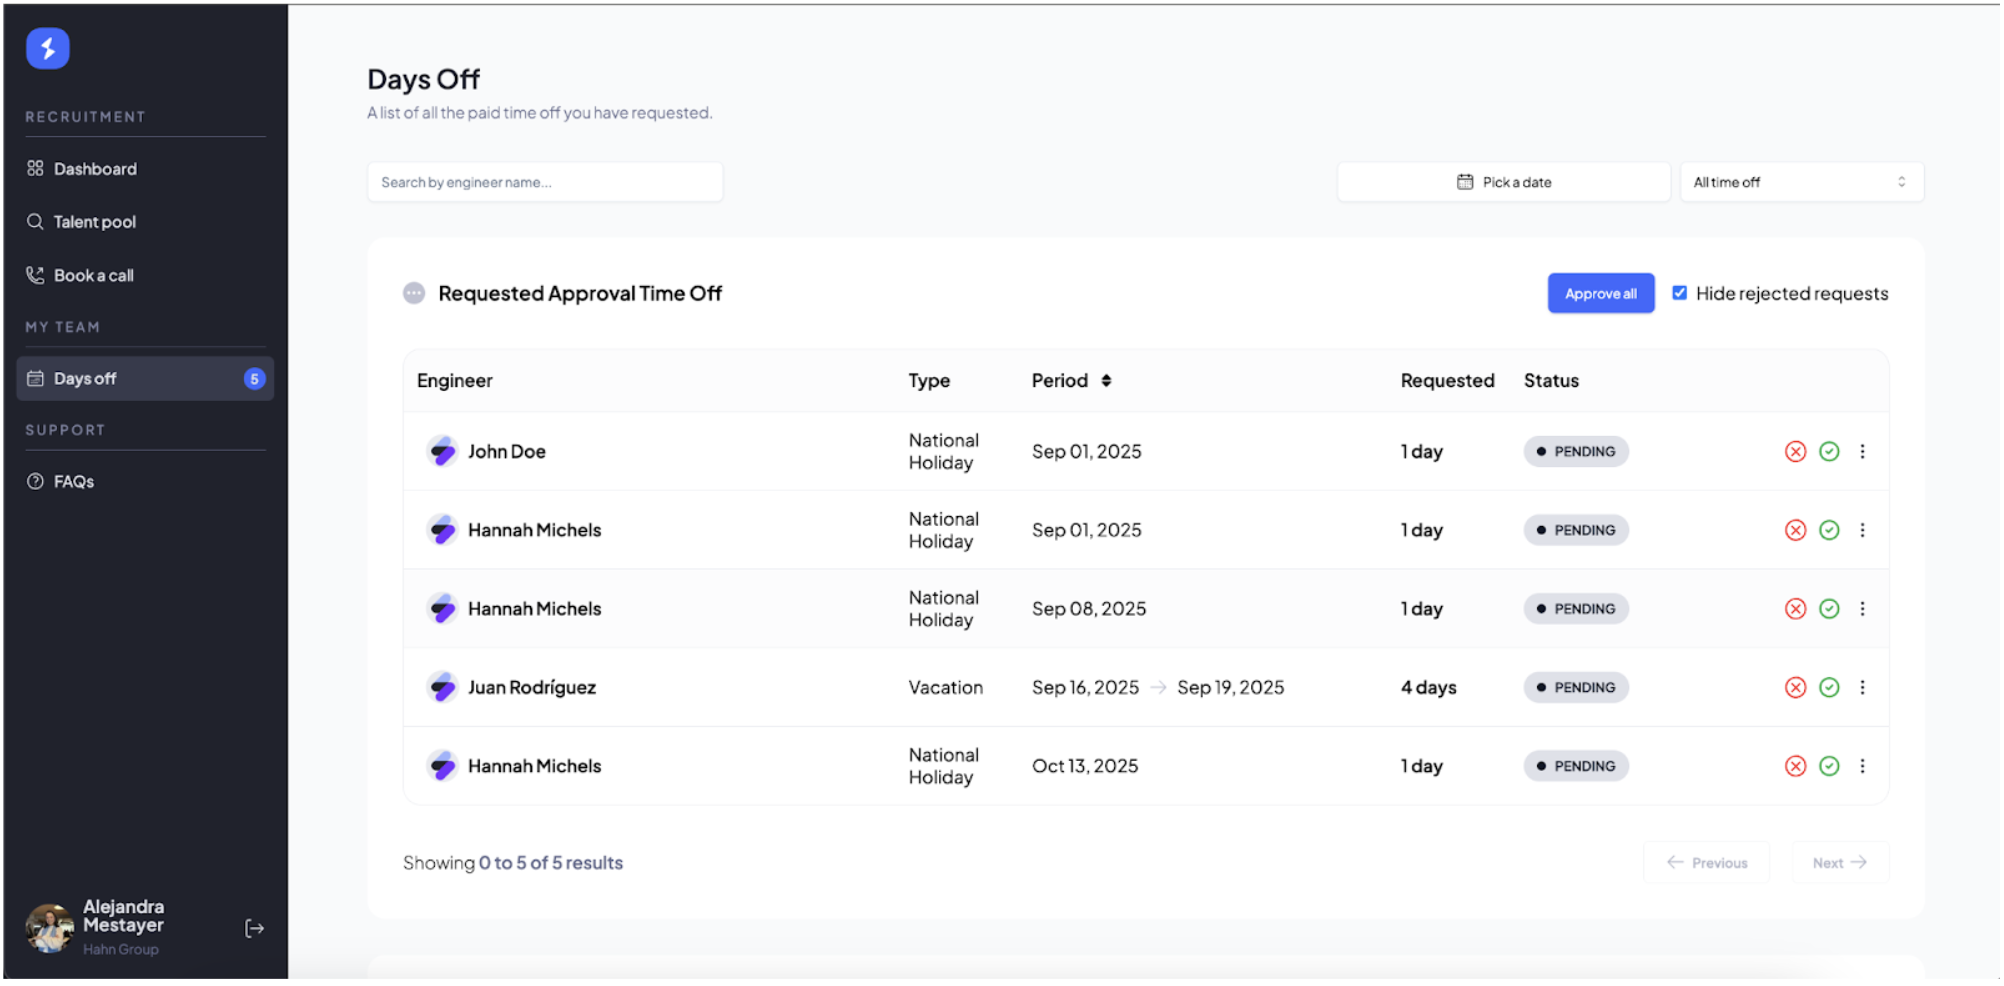 RECRUITMENT
Dashboard
Talent pool
Book a call
MY TEAM
Days off 5
SUPPORT
FAQs
Alejandra
Mestayer
Hahn Group
Days Off
A list of all the paid time off you have requested.
Search by engineer name...
Pick a date
All time off
Requested Approval Time Off
Approve all
Hide rejected requests
Engineer Type Period Requested Status
John Doe National Holiday Sep 01, 2025 1 day PENDING
Hannah Michels National Holiday Sep 01, 2025 1 day PENDING
Hannah Michels National Holiday Sep 08, 2025 1 day PENDING
Juan Rodríguez Vacation Sep 16, 2025 → Sep 19, 2025 4 days PENDING
Hannah Michels National Holiday Oct 13, 2025 1 day PENDING
Showing 0 to 5 of 5 results
← Previous
Next →